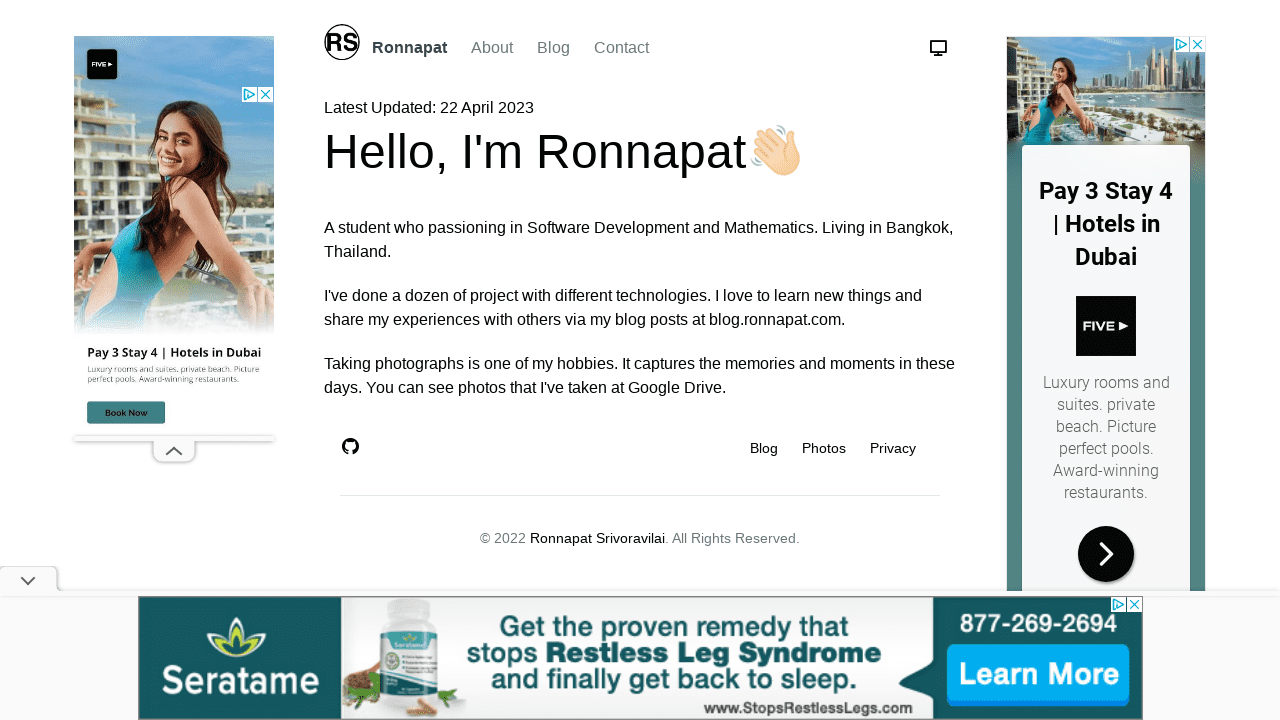 RS Ronnapat About Blog Contact
Latest Updated: 22 April 2023
Hello, I'm Ronnapat
A student who passioning in Software Development and Mathematics. Living in Bangkok,
Thailand.
I've done a dozen of project with different technologies. I love to learn new things and
share my experiences with others via my blog posts at blog.ronnapat.com.
Taking photographs is one of my hobbies. It captures the memories and moments in these
days. You can see photos that I've taken at Google Drive.
Blog Photos Privacy
© 2022 Ronnapat Srivoravilai. All Rights Reserved.
FIVE
Pay 3 Stay 4 | Hotels in Dubai
Luxury rooms and suites. private beach. Picture
perfect pools. Award-winning restaurants.
Book Now
Pay 3 Stay 4
| Hotels in
Dubai
FIVE
Luxury rooms and
suites. private
beach. Picture
perfect pools.
Award-winning
restaurants.
Seratame
Seratame
Get the proven remedy that
stops Restless Leg Syndrome
and finally get back to sleep.
www.StopsRestlessLegs.com
877-269-2694
Learn More